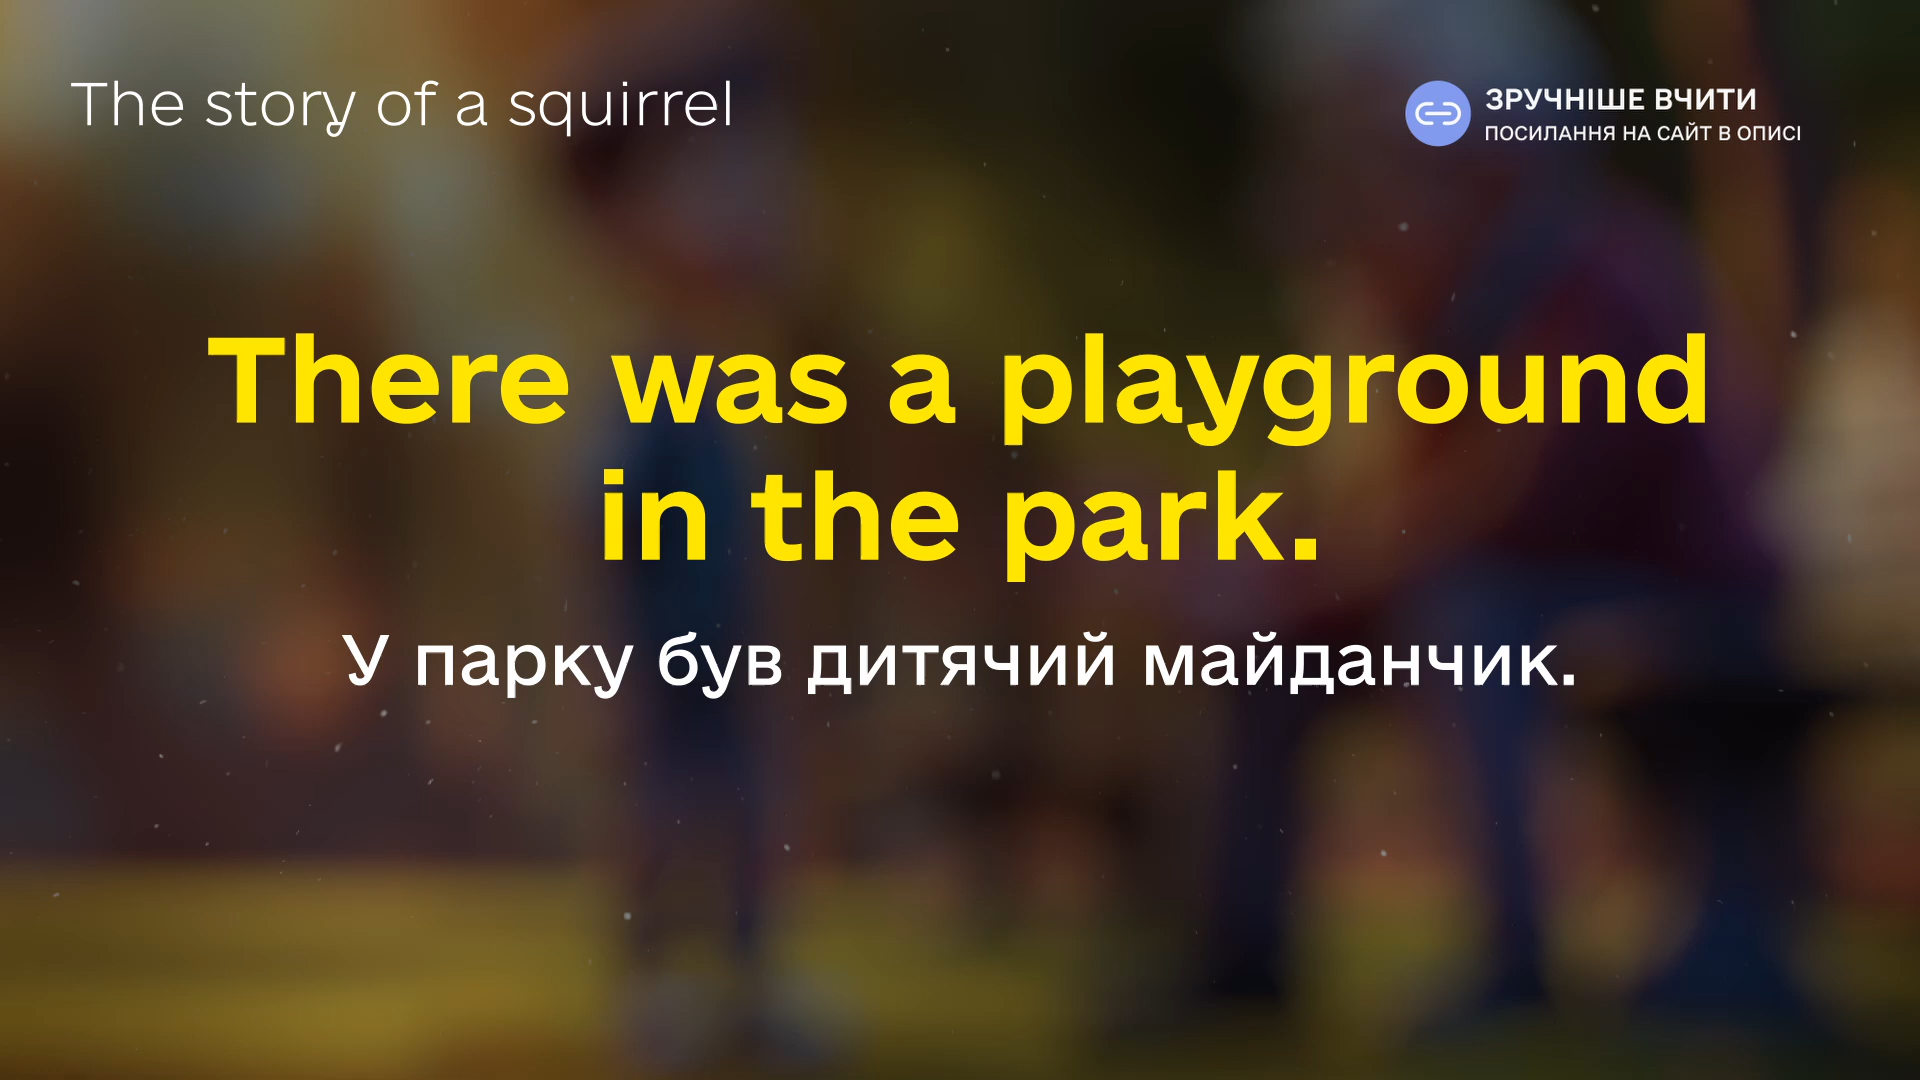 The story of a squirrel
ЗРУЧНІШЕ ВЧИТИ
ПОСИЛАННЯ НА САЙТ В ОПИСІ
There was a playground
in the park.
У парку був дитячий майданчик.